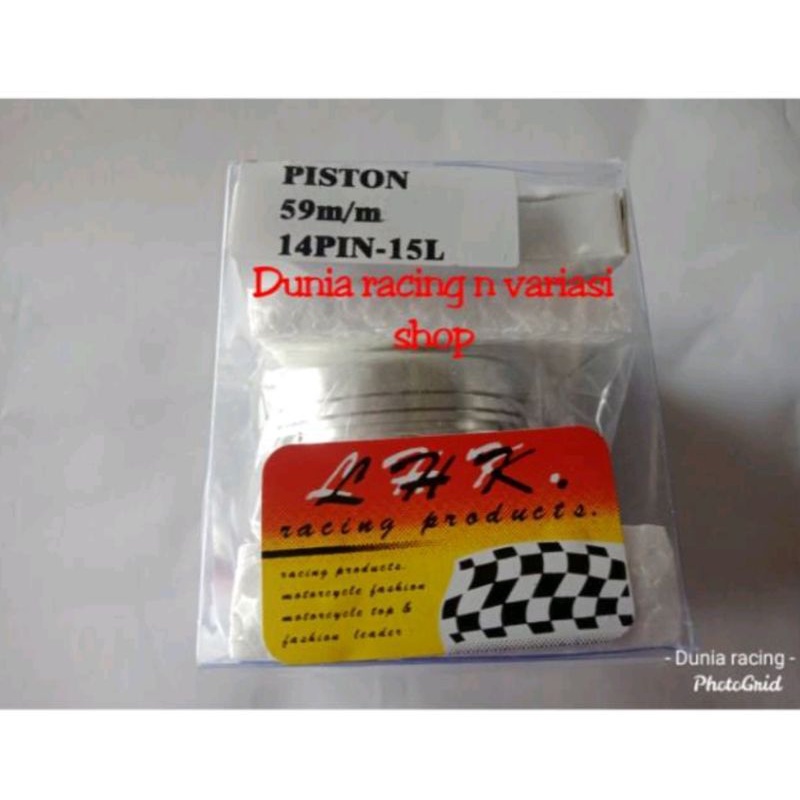 PISTON
59m/m
14PIN-15L
Dunia racing n variasi
shop
LHK.
racing products.
racing products.
motorcycle fashion
motorcycle top &
fashion leader
- Dunia racing -
PhotoGrid